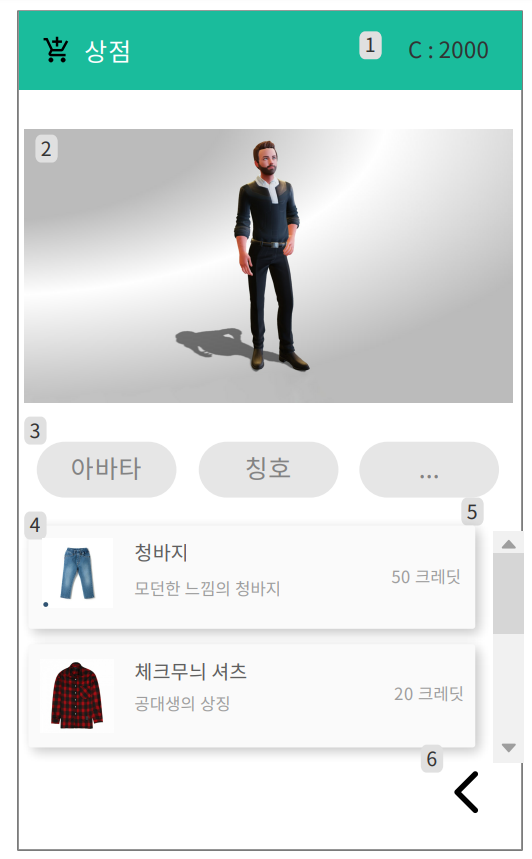 상점
1
C : 2000
2
3
아바타
칭호
...
4
5
청바지
모던한 느낌의 청바지
50 크레딧
체크무늬 셔츠
공대생의 상징
20 크레딧
6